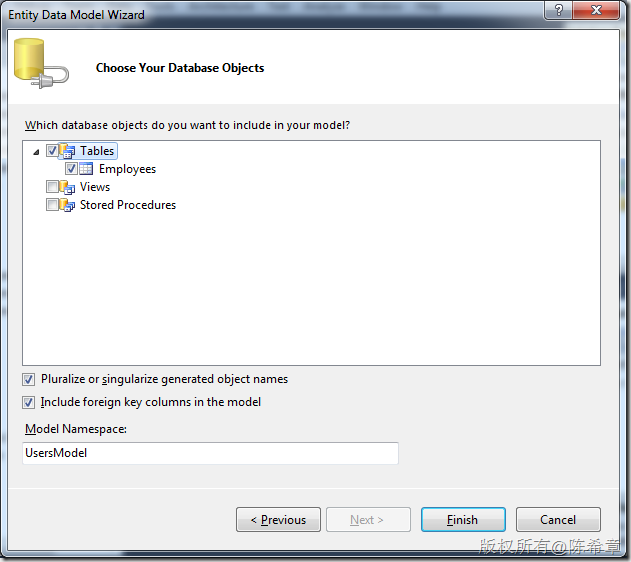 Entity Data Model Wizard
?
Choose Your Database Objects
Which database objects do you want to include in your model?
Tables
Employees
Views
Stored Procedures
Pluralize or singularize generated object names
Include foreign key columns in the model
Model Namespace:
UsersModel
< Previous
Next >
Finish
Cancel
版权所有@陈希章